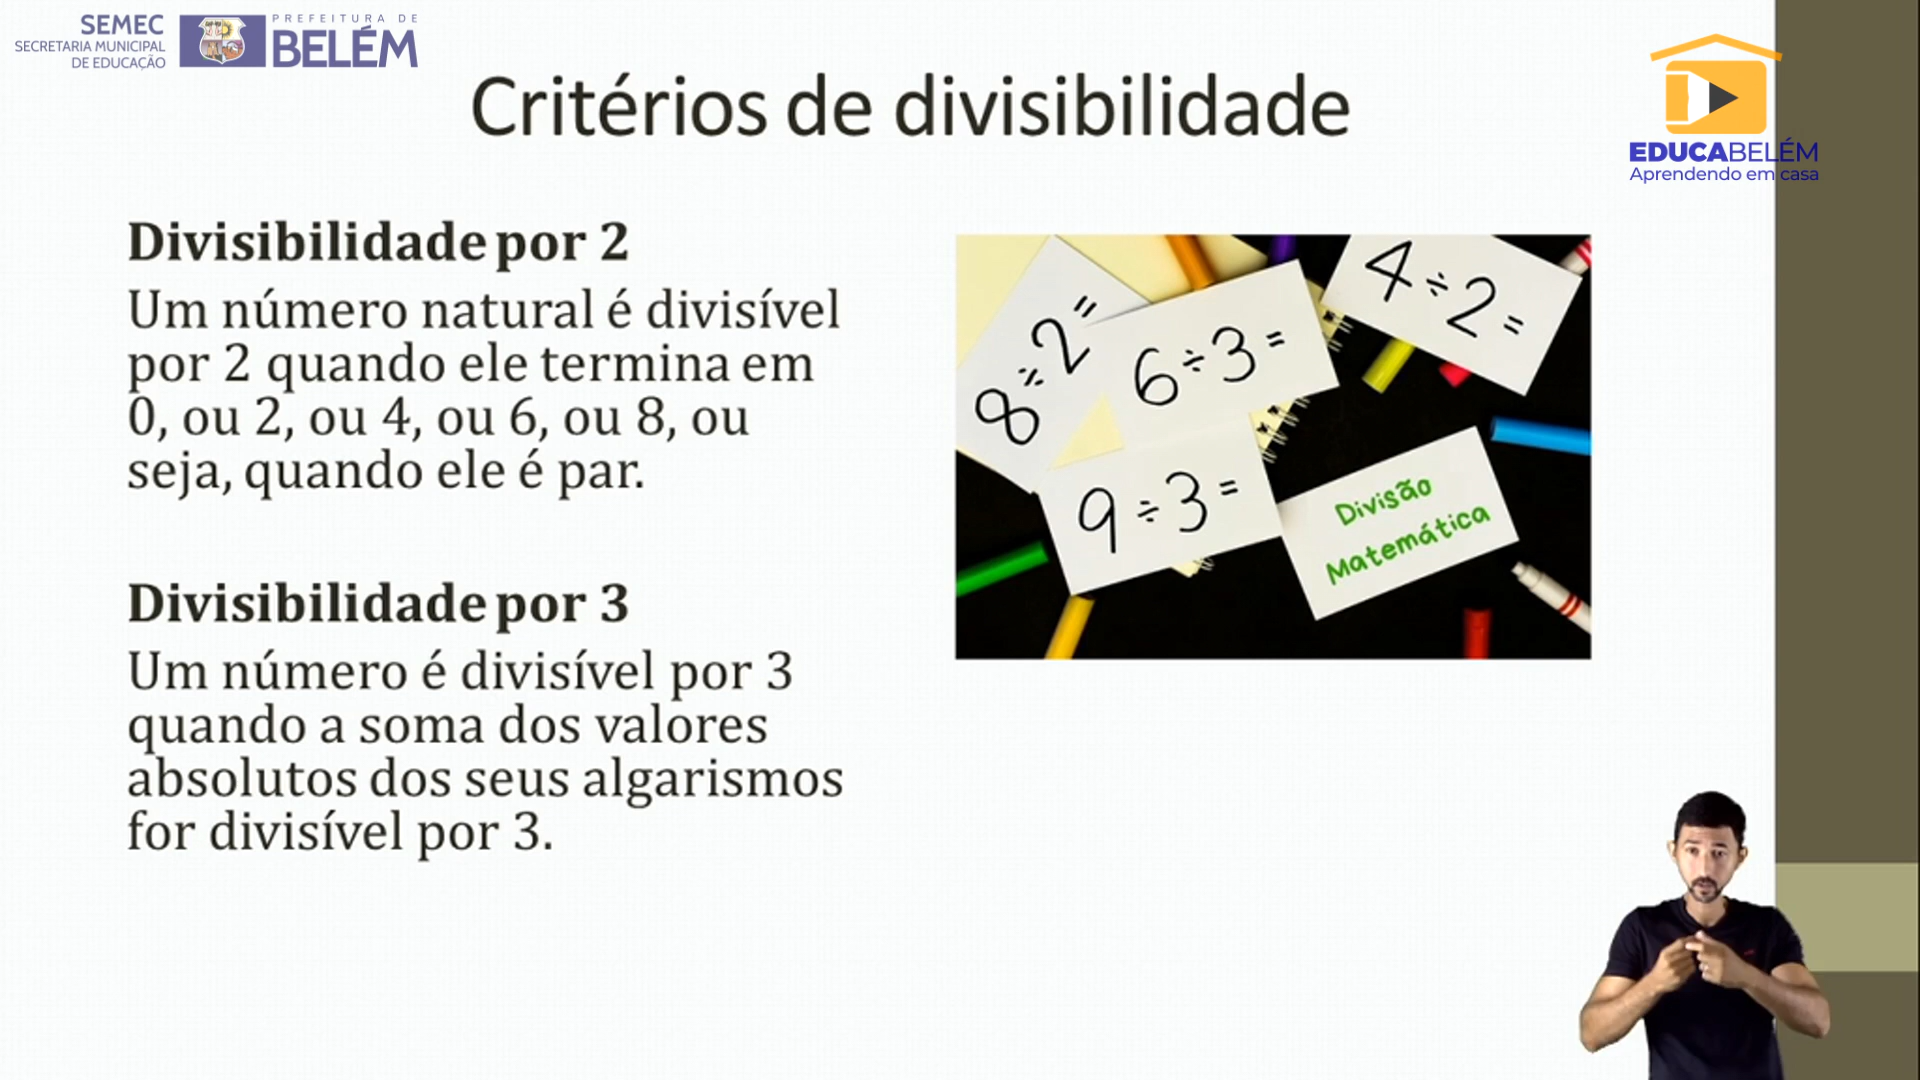 SEMEC
SECRETARIA MUNICIPAL
DE EDUCAÇÃO
PREFEITURA DE
BELÉM
Critérios de divisibilidade
EDUCABELÉM
Aprendendo em casa
Divisibilidade por 2
Um número natural é divisível
por 2 quando ele termina em
0, ou 2, ou 4, ou 6, ou 8, ou
seja, quando ele é par.
Divisibilidade por 3
Um número é divisível por 3
quando a soma dos valores
absolutos dos seus algarismos
for divisível por 3.
8÷2=
6÷3=
4÷2=
9÷3=
Divisão
Matemática